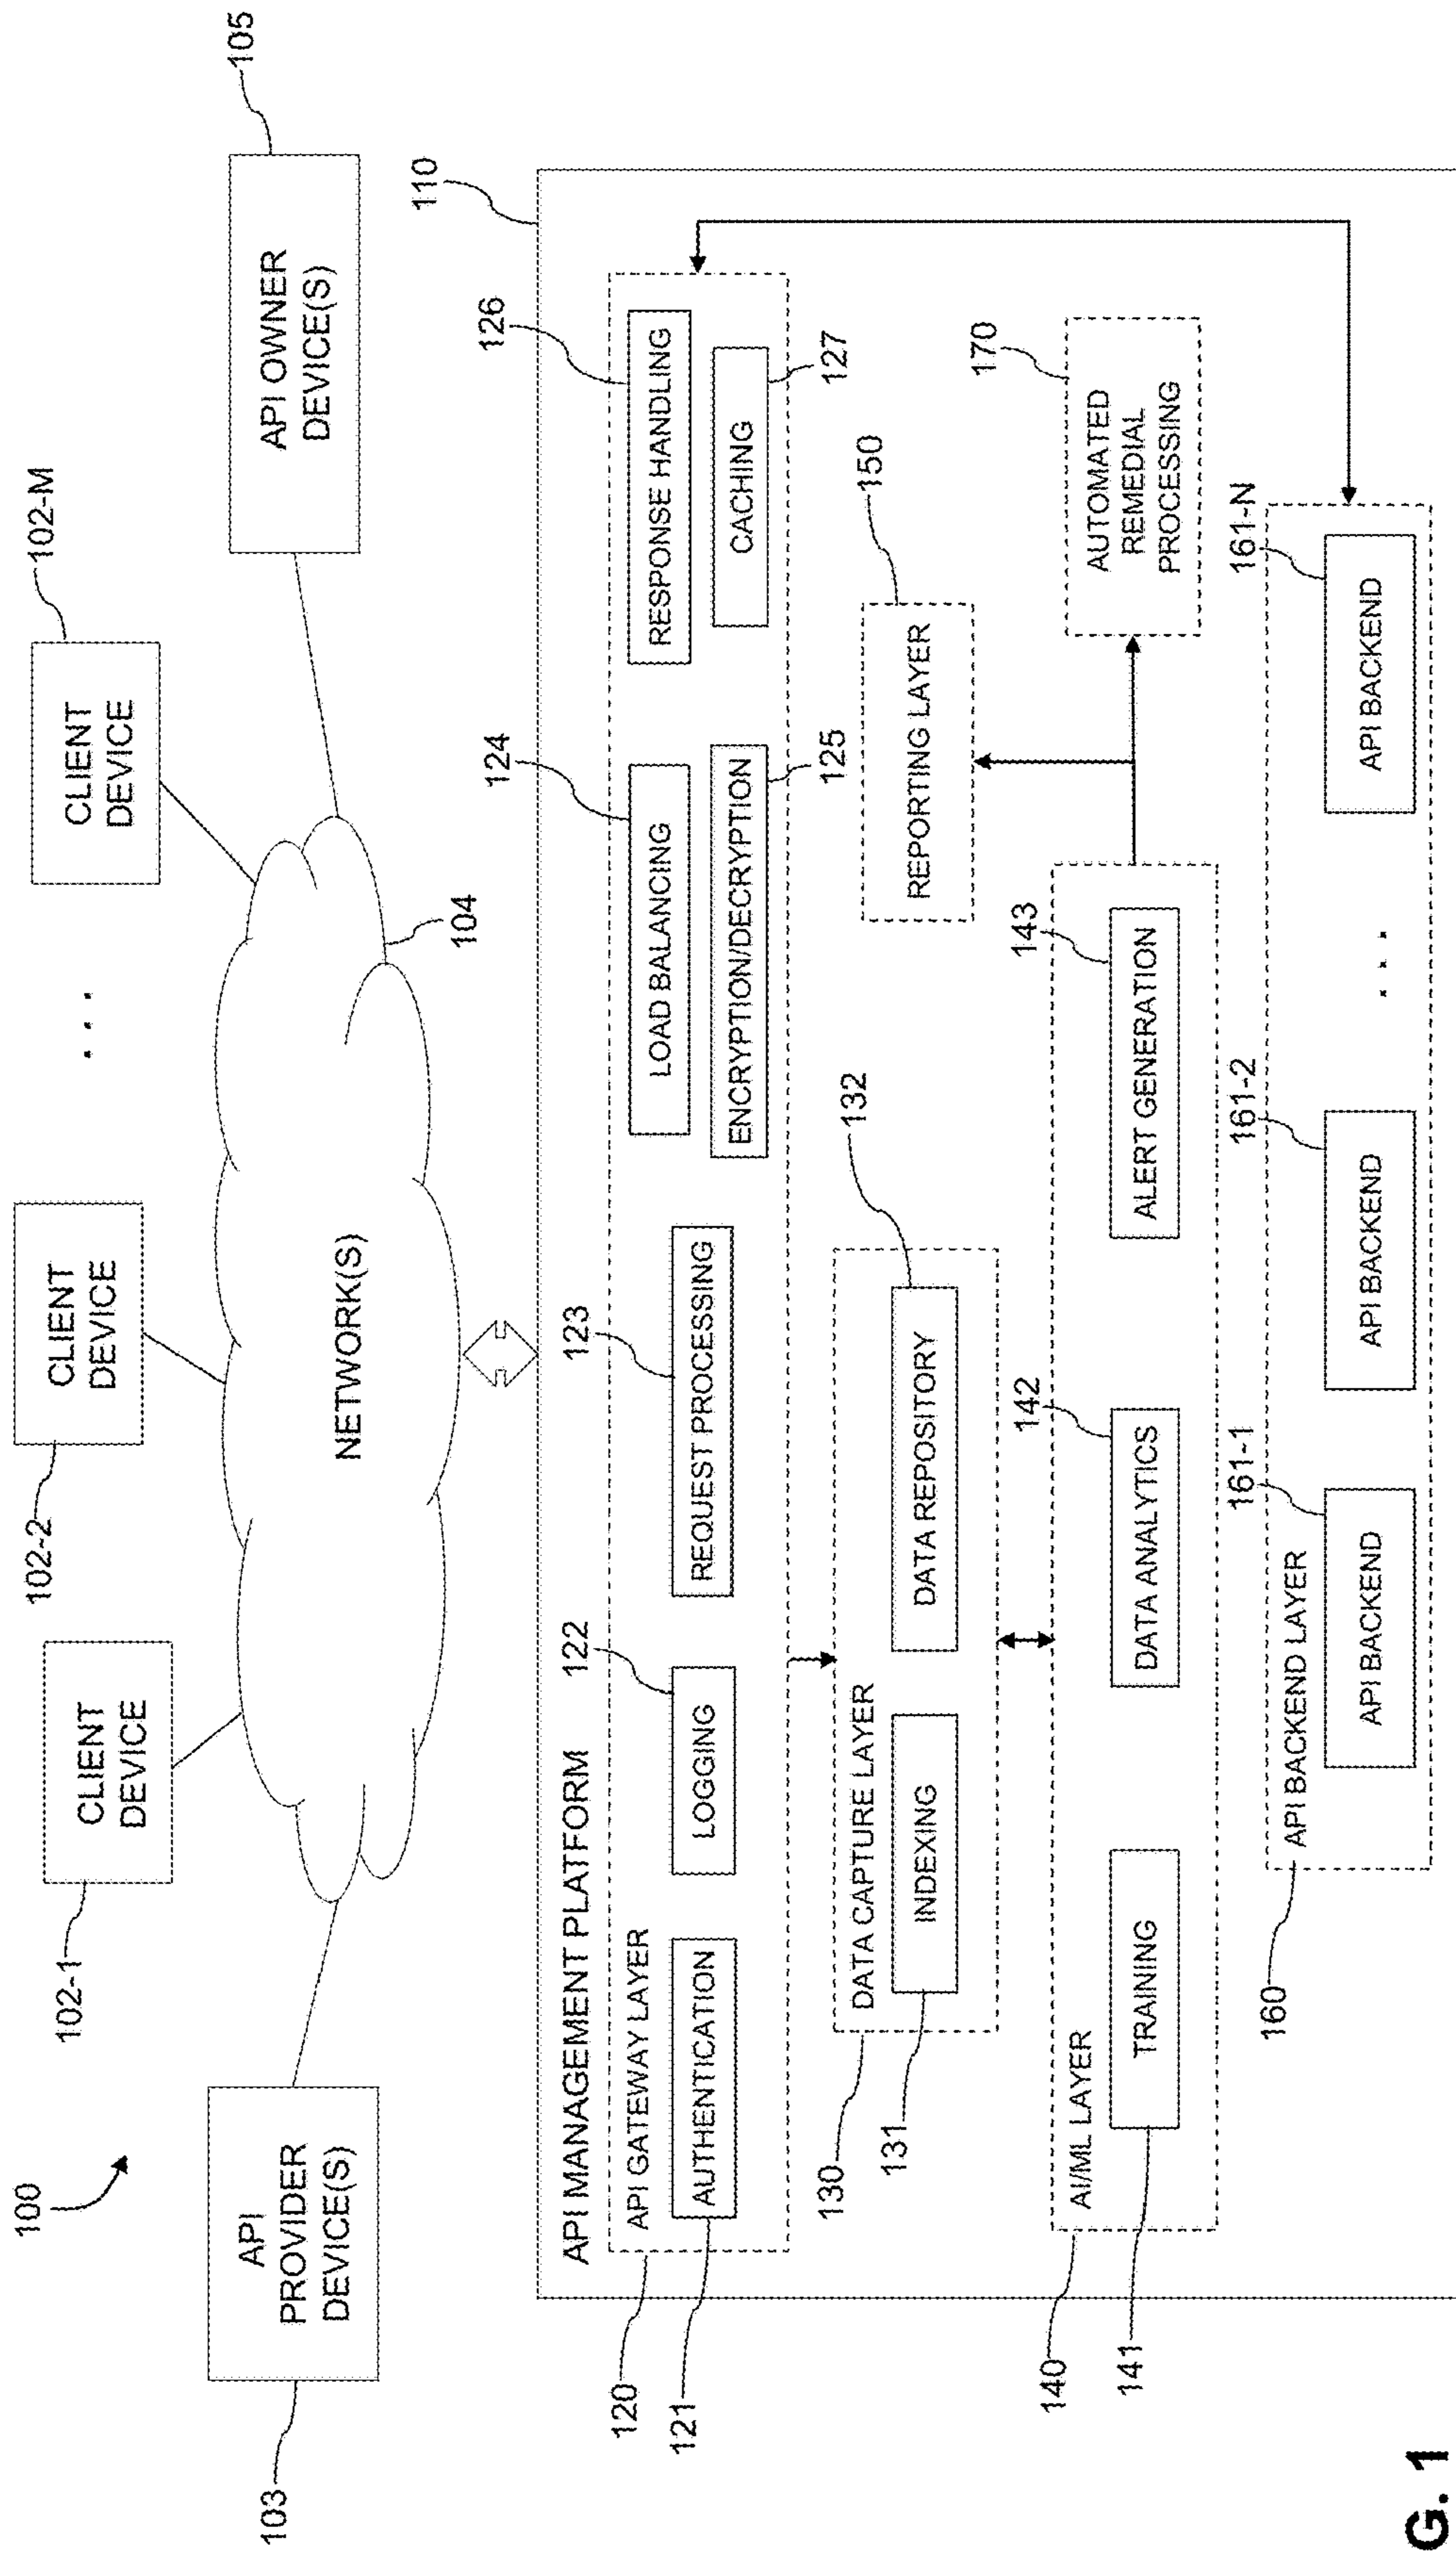 100
102-1
CLIENT
DEVICE
102-2
CLIENT
DEVICE
. . .
102-M
CLIENT
DEVICE
103
API
PROVIDER
DEVICE(S)
NETWORK(S)
104
API OWNER
DEVICE(S)
105
110
API MANAGEMENT PLATFORM
120
API GATEWAY LAYER
121
AUTHENTICATION
122
LOGGING
123
REQUEST PROCESSING
124
LOAD BALANCING
125
ENCRYPTION/DECRYPTION
126
RESPONSE HANDLING
127
CACHING
130
DATA CAPTURE LAYER
131
INDEXING
132
DATA REPOSITORY
150
REPORTING LAYER
140
AI/ML LAYER
141
TRAINING
142
DATA ANALYTICS
143
ALERT GENERATION
170
AUTOMATED
REMEDIAL
PROCESSING
160
API BACKEND LAYER
161-1
API BACKEND
161-2
API BACKEND
. . .
161-N
API BACKEND
G. 1